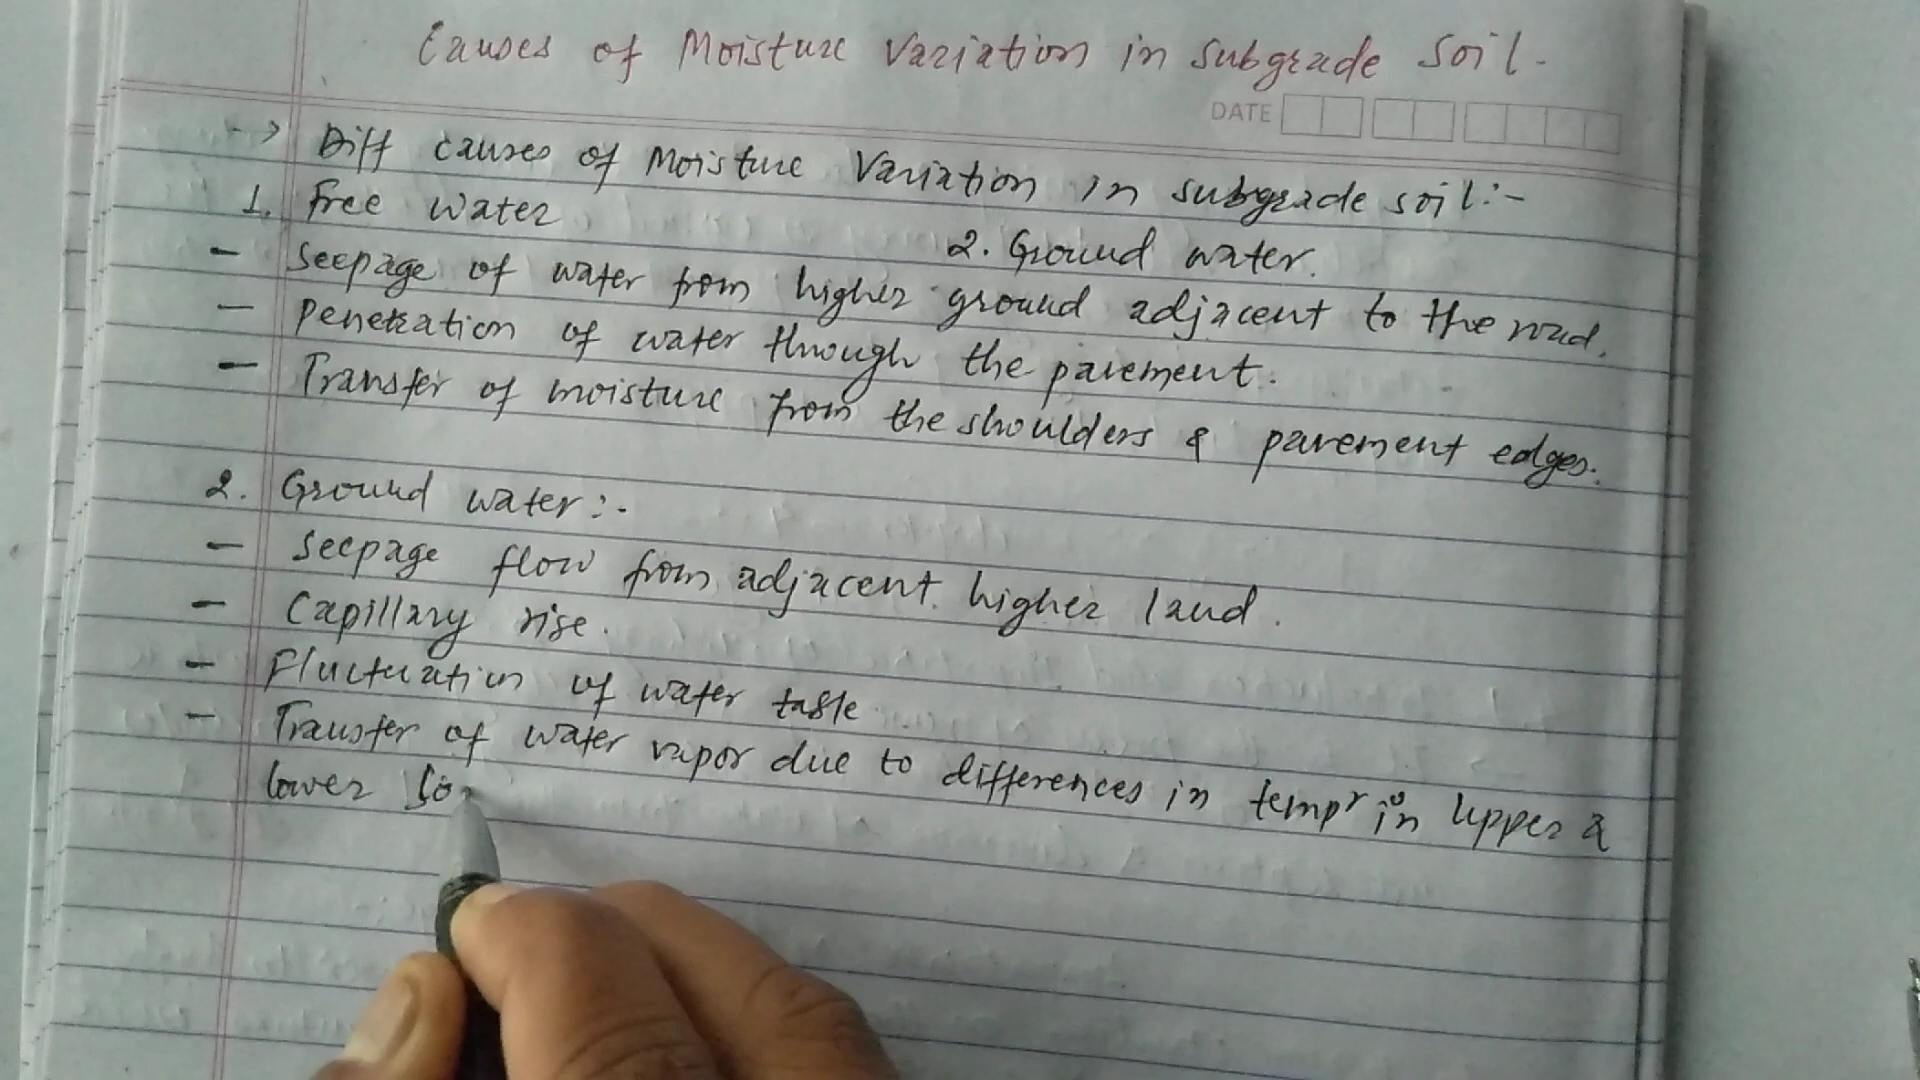 Causes of Moisture Variation in Subgrade Soil.
DATE
-> Diff causes of Moisture Variation in subgrade soil:-
1. Free Water
2. Ground water.
- Seepage of water from higher ground adjacent to the road.
- Penetration of water through the pavement.
- Transfer of moisture from the shoulders & pavement edges.
2. Ground water:-
- Seepage flow from adjacent higher land.
- Capillary rise.
- Fluctuation of water table
- Transfer of water vapor due to differences in tempr in upper &
lower